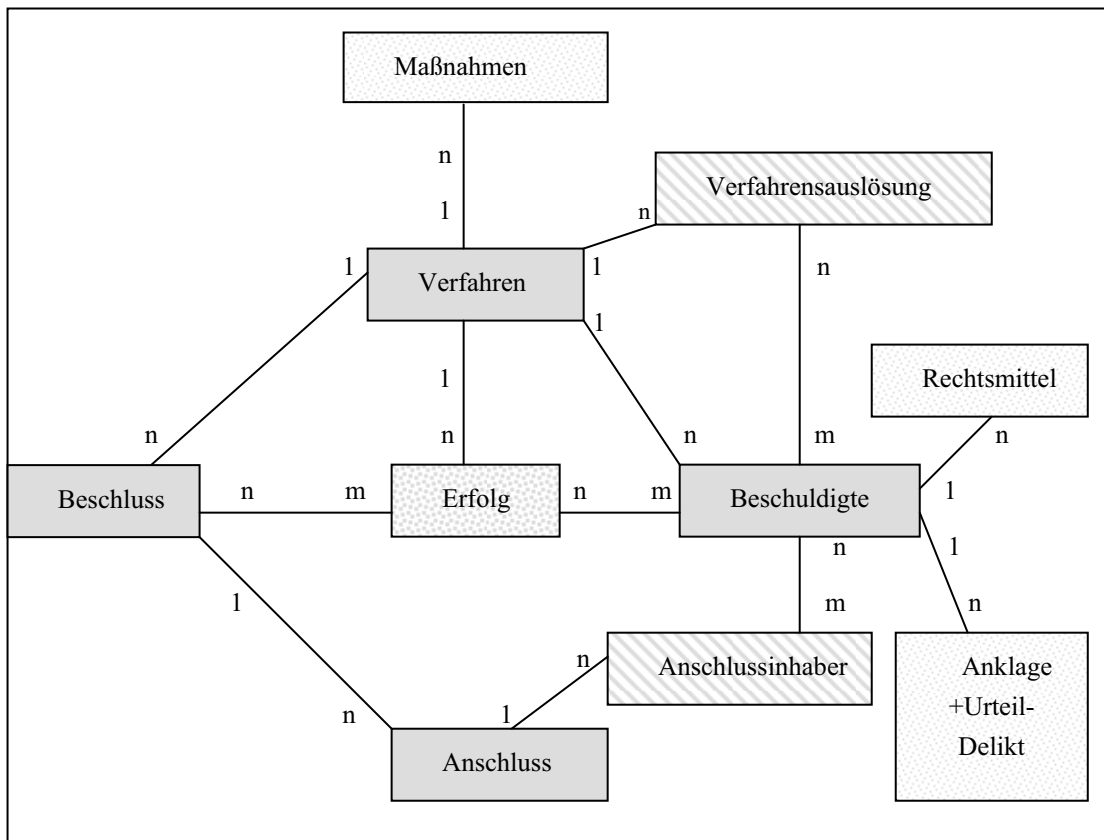 Maßnahmen
n
1
Verfahrensauslösung
n
1
Verfahren
1
n
1
1
Rechtsmittel
n
n
n
m
n
Beschluss
n
m
Erfolg
n
m
Beschuldigte
1
n
1
1
m
n
n
Anschlussinhaber
Anklage
+Urteil-
Delikt
n
1
Anschluss